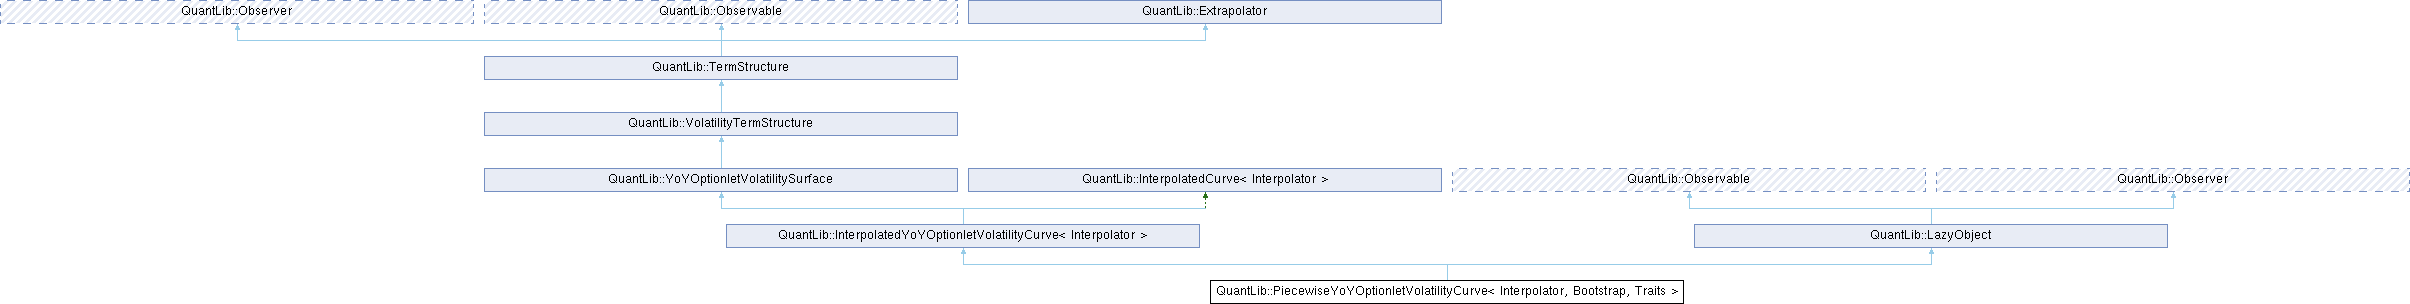 QuantLib::Observer
QuantLib::Observable
QuantLib::Extrapolator
QuantLib::TermStructure
QuantLib::VolatilityTermStructure
QuantLib::YoYOptionletVolatilitySurface
QuantLib::InterpolatedCurve< Interpolator >
QuantLib::Observable
QuantLib::Observer
QuantLib::InterpolatedYoYOptionletVolatilityCurve< Interpolator >
QuantLib::LazyObject
QuantLib::PiecewiseYoYOptionletVolatilityCurve< Interpolator, Bootstrap, Traits >